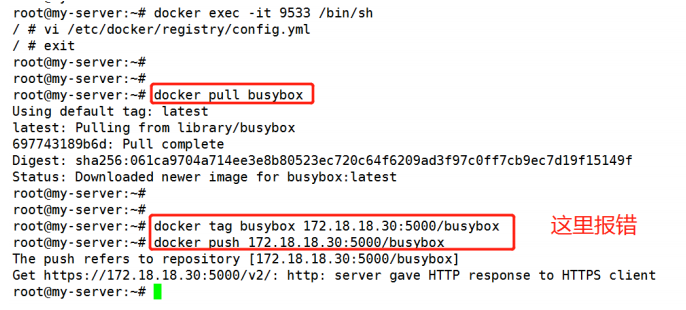 root@my-server:~# docker exec -it 9533 /bin/sh
/ # vi /etc/docker/registry/config.yml
/ # exit
root@my-server:~#
root@my-server:~#
root@my-server:~# docker pull busybox
Using default tag: latest
latest: Pulling from library/busybox
697743189b6d: Pull complete
Digest: sha256:061ca9704a714ee3e8b80523ec720c64f6209ad3f97c0ff7cb9ec7d19f15149f
Status: Downloaded newer image for busybox:latest
root@my-server:~#
root@my-server:~#
root@my-server:~# docker tag busybox 172.18.18.30:5000/busybox
root@my-server:~# docker push 172.18.18.30:5000/busybox
这里报错
The push refers to repository [172.18.18.30:5000/busybox]
Get https://172.18.18.30:5000/v2/: http: server gave HTTP response to HTTPS client
root@my-server:~#